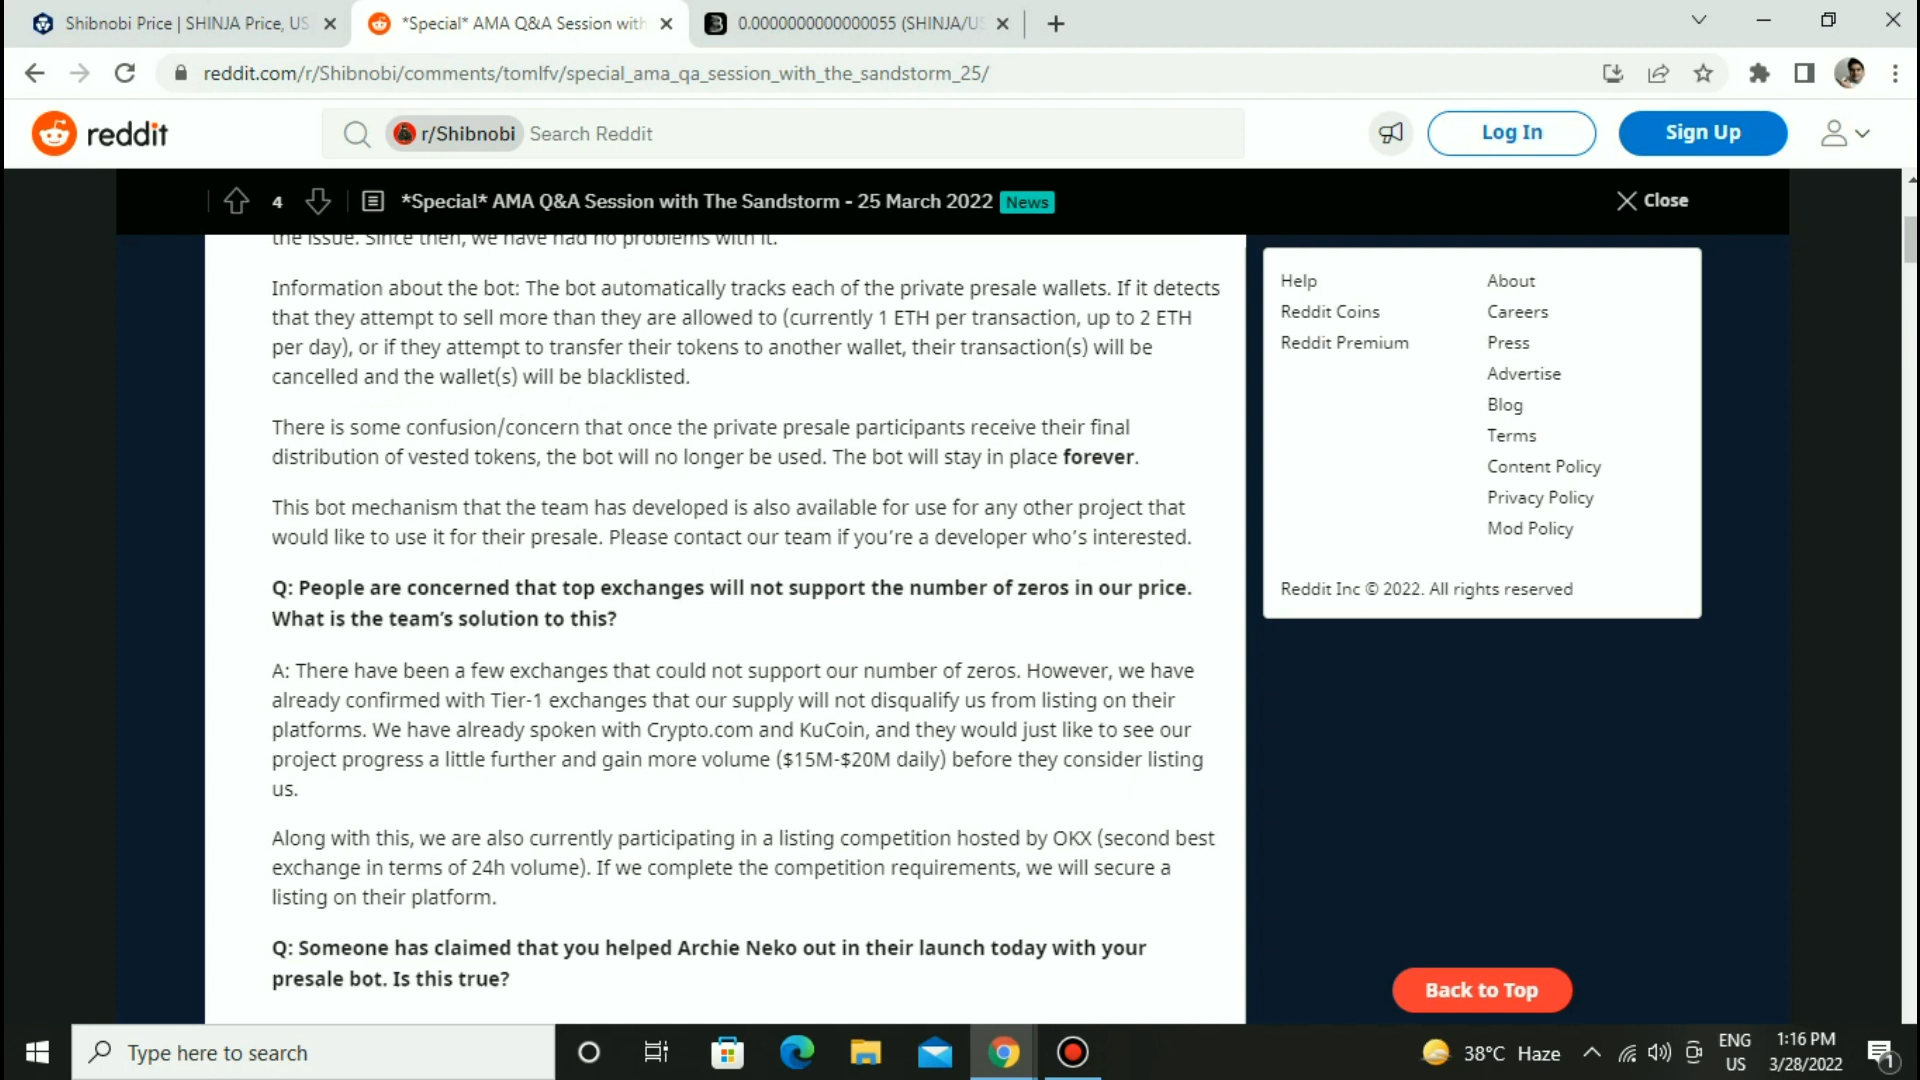 Shibnobi Price | SHINJA Price, US
*Special* AMA Q&A Session with
0.0000000000000055 (SHINJA/US
reddit.com/r/Shibnobi/comments/tomlfv/special_ama_qa_session_with_the_sandstorm_25/
reddit
r/Shibnobi Search Reddit
Log In
Sign Up
4
*Special* AMA Q&A Session with The Sandstorm - 25 March 2022 News
Close
the issue. Since then, we have had no problems with it.
Information about the bot: The bot automatically tracks each of the private presale wallets. If it detects
that they attempt to sell more than they are allowed to (currently 1 ETH per transaction, up to 2 ETH
per day), or if they attempt to transfer their tokens to another wallet, their transaction(s) will be
cancelled and the wallet(s) will be blacklisted.
There is some confusion/concern that once the private presale participants receive their final
distribution of vested tokens, the bot will no longer be used. The bot will stay in place forever.
This bot mechanism that the team has developed is also available for use for any other project that
would like to use it for their presale. Please contact our team if you're a developer who's interested.
Q: People are concerned that top exchanges will not support the number of zeros in our price.
What is the team's solution to this?
A: There have been a few exchanges that could not support our number of zeros. However, we have
already confirmed with Tier-1 exchanges that our supply will not disqualify us from listing on their
platforms. We have already spoken with Crypto.com and KuCoin, and they would just like to see our
project progress a little further and gain more volume ($15M-$20M daily) before they consider listing
us.
Along with this, we are also currently participating in a listing competition hosted by OKX (second best
exchange in terms of 24h volume). If we complete the competition requirements, we will secure a
listing on their platform.
Q: Someone has claimed that you helped Archie Neko out in their launch today with your
presale bot. Is this true?
Help
Reddit Coins
Reddit Premium
About
Careers
Press
Advertise
Blog
Terms
Content Policy
Privacy Policy
Mod Policy
Reddit Inc © 2022. All rights reserved
Back to Top
Type here to search
38°C Haze
ENG
US
1:16 PM
3/28/2022
1